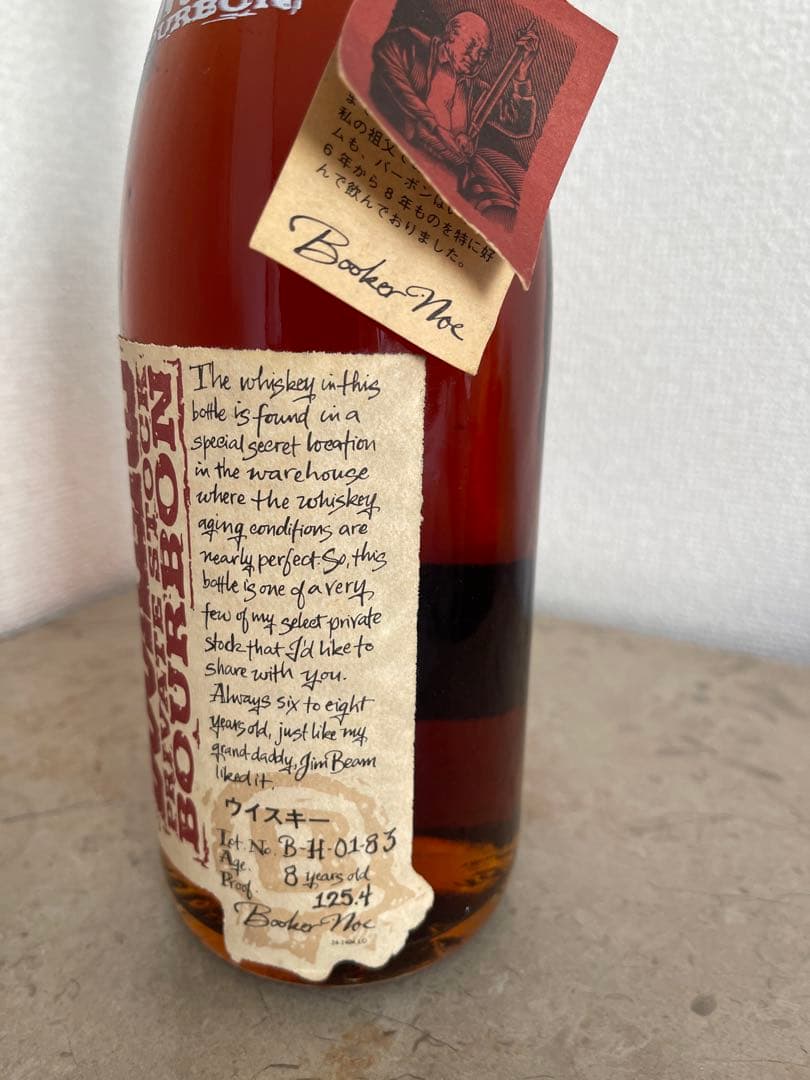 BOURBON
私の祖父
ムも、バーボンは
6年から8年ものを特に好
んで飲んでおりました。
Booker Noe
PRIVATE STOCK
BOURBON
The whiskey in this
bottle is found in a
special secret location
in the warehouse
where the whiskey
aging conditions are
nearly perfect. So, this
bottle is one of a very
few of my select private
stock that I'd like to
share with you.
Always six to eight
years old, just like my
granddaddy, Jim Beam
liked it.
ウイスキー
Lot. No. B-H-01-83
Age. 8 years old
Proof. 125.4
Booker Noe